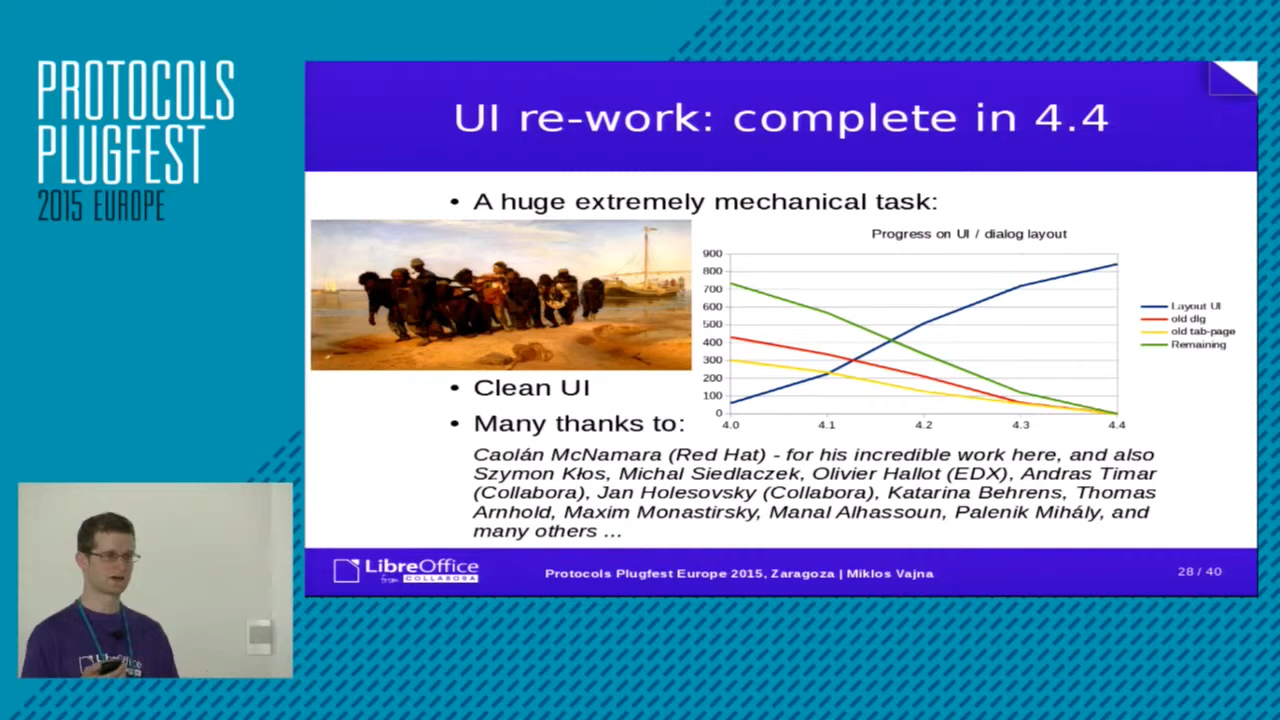 PROTOCOLS
PLUGFEST
2015 EUROPE
UI re-work: complete in 4.4
• A huge extremely mechanical task:
Progress on UI / dialog layout
900
800
700
600
500
400
300
200
100
0
4.0 4.1 4.2 4.3 4.4
Layout UI
old dlg
old tab-page
Remaining
• Clean UI
• Many thanks to:
Caolán McNamara (Red Hat) - for his incredible work here, and also
Szymon Kłos, Michal Siedlaczek, Olivier Hallot (EDX), Andras Timar
(Collabora), Jan Holesovsky (Collabora), Katarina Behrens, Thomas
Arnhold, Maxim Monastirsky, Manal Alhassoun, Palenik Mihály, and
many others ...
LibreOffice
from COLLABORA
Protocols Plugfest Europe 2015, Zaragoza | Miklos Vajna
28 / 40